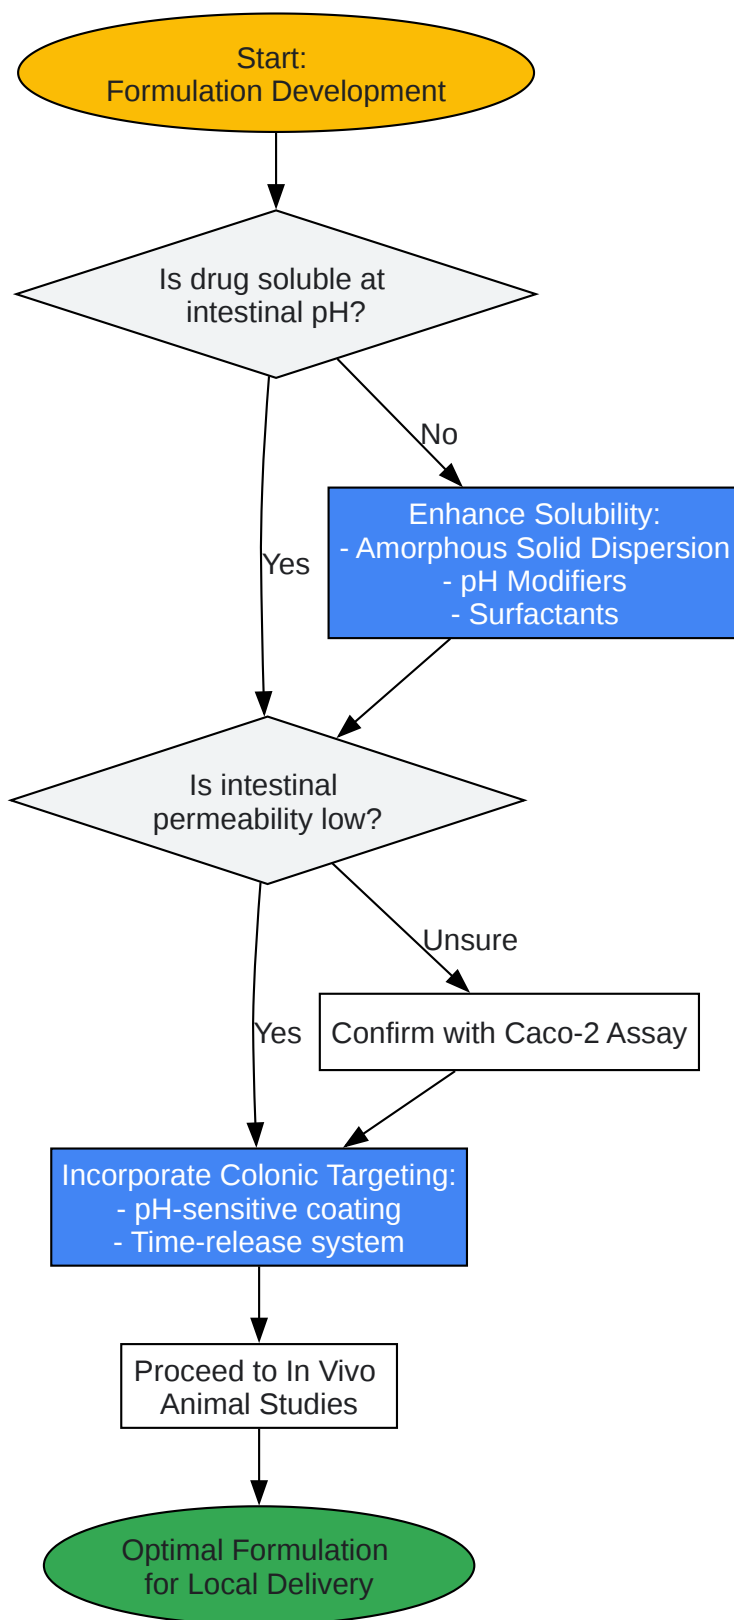 Start:
Formulation Development
Is drug soluble at
intestinal pH?
No
Enhance Solubility:
- Amorphous Solid Dispersion
- pH Modifiers
- Surfactants
Yes
Is intestinal
permeability low?
Unsure
Yes
Confirm with Caco-2 Assay
Incorporate Colonic Targeting:
- pH-sensitive coating
- Time-release system
Proceed to In Vivo
Animal Studies
Optimal Formulation
for Local Delivery